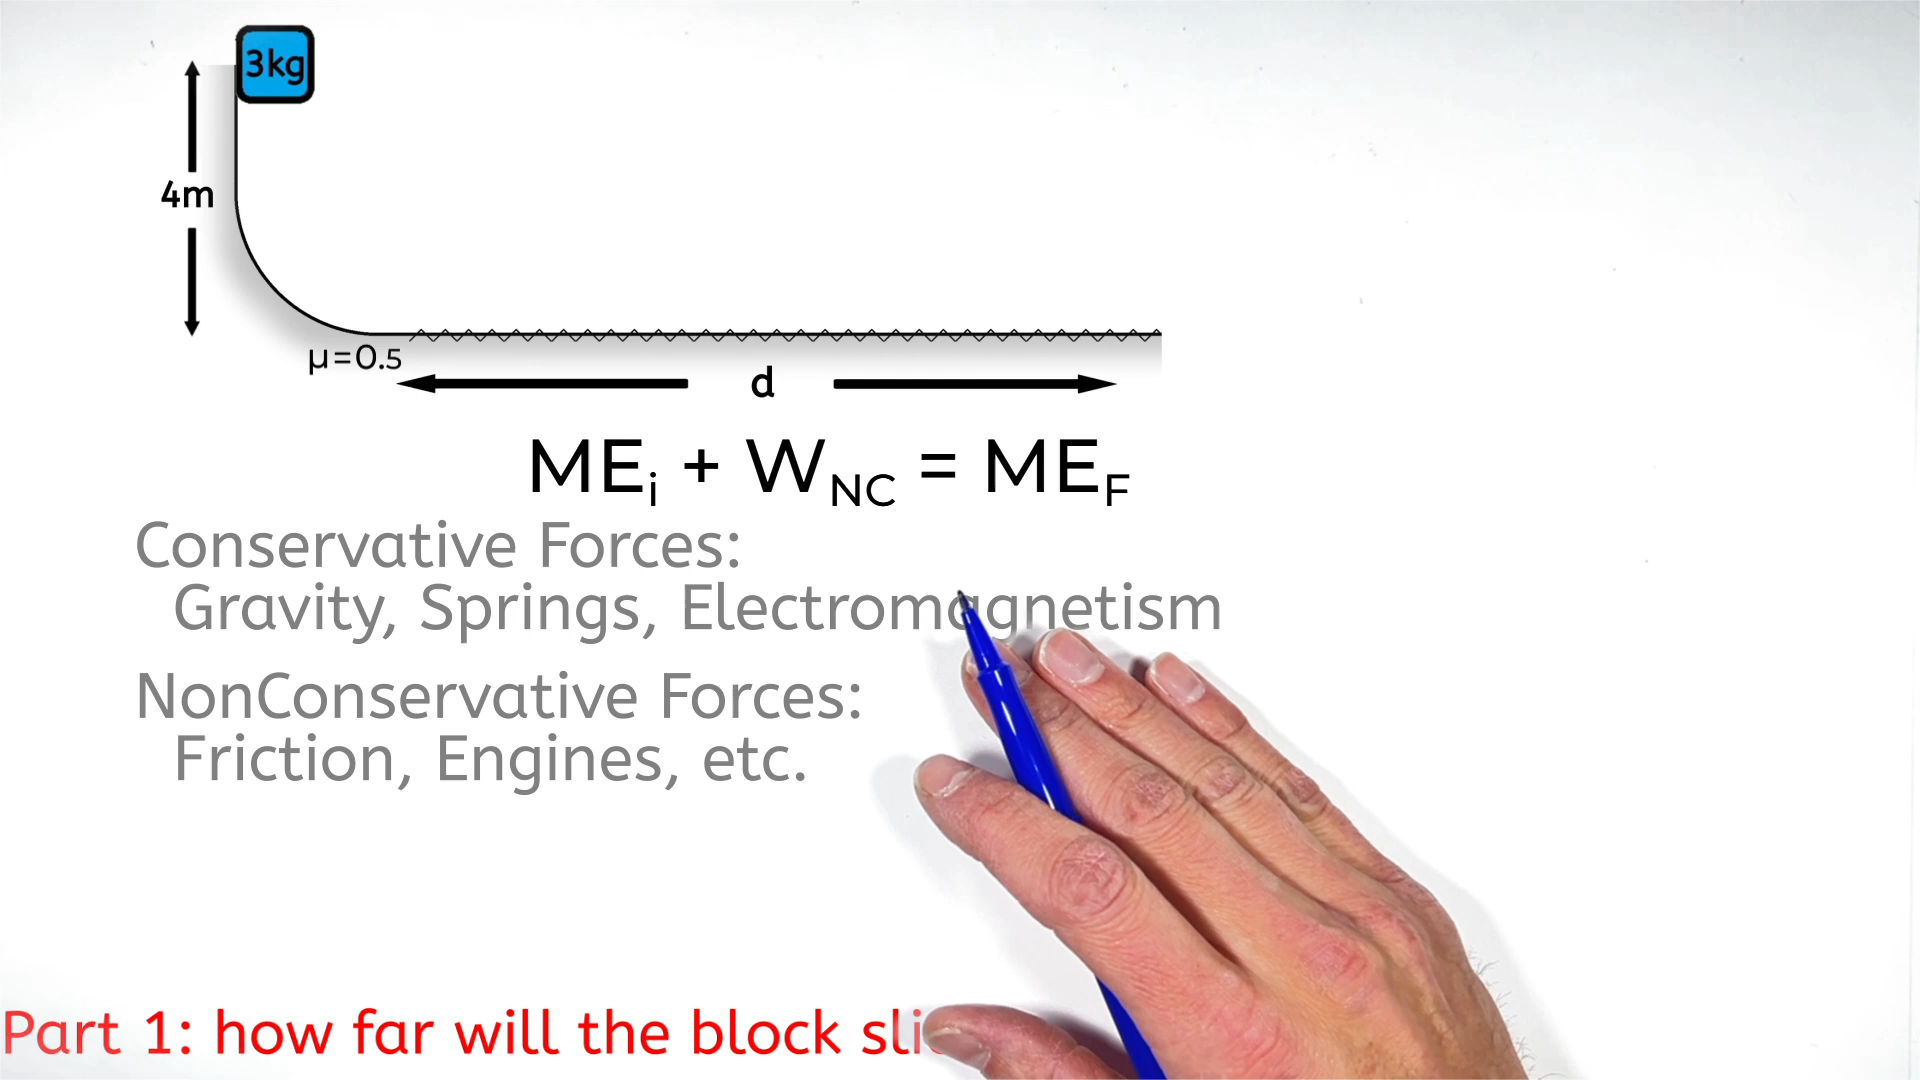 3kg
4m
μ=0.5
d
MEi + WNC = MEF
Conservative Forces:
Gravity, Springs, Electromagnetism
NonConservative Forces:
Friction, Engines, etc.
Part 1: how far will the block